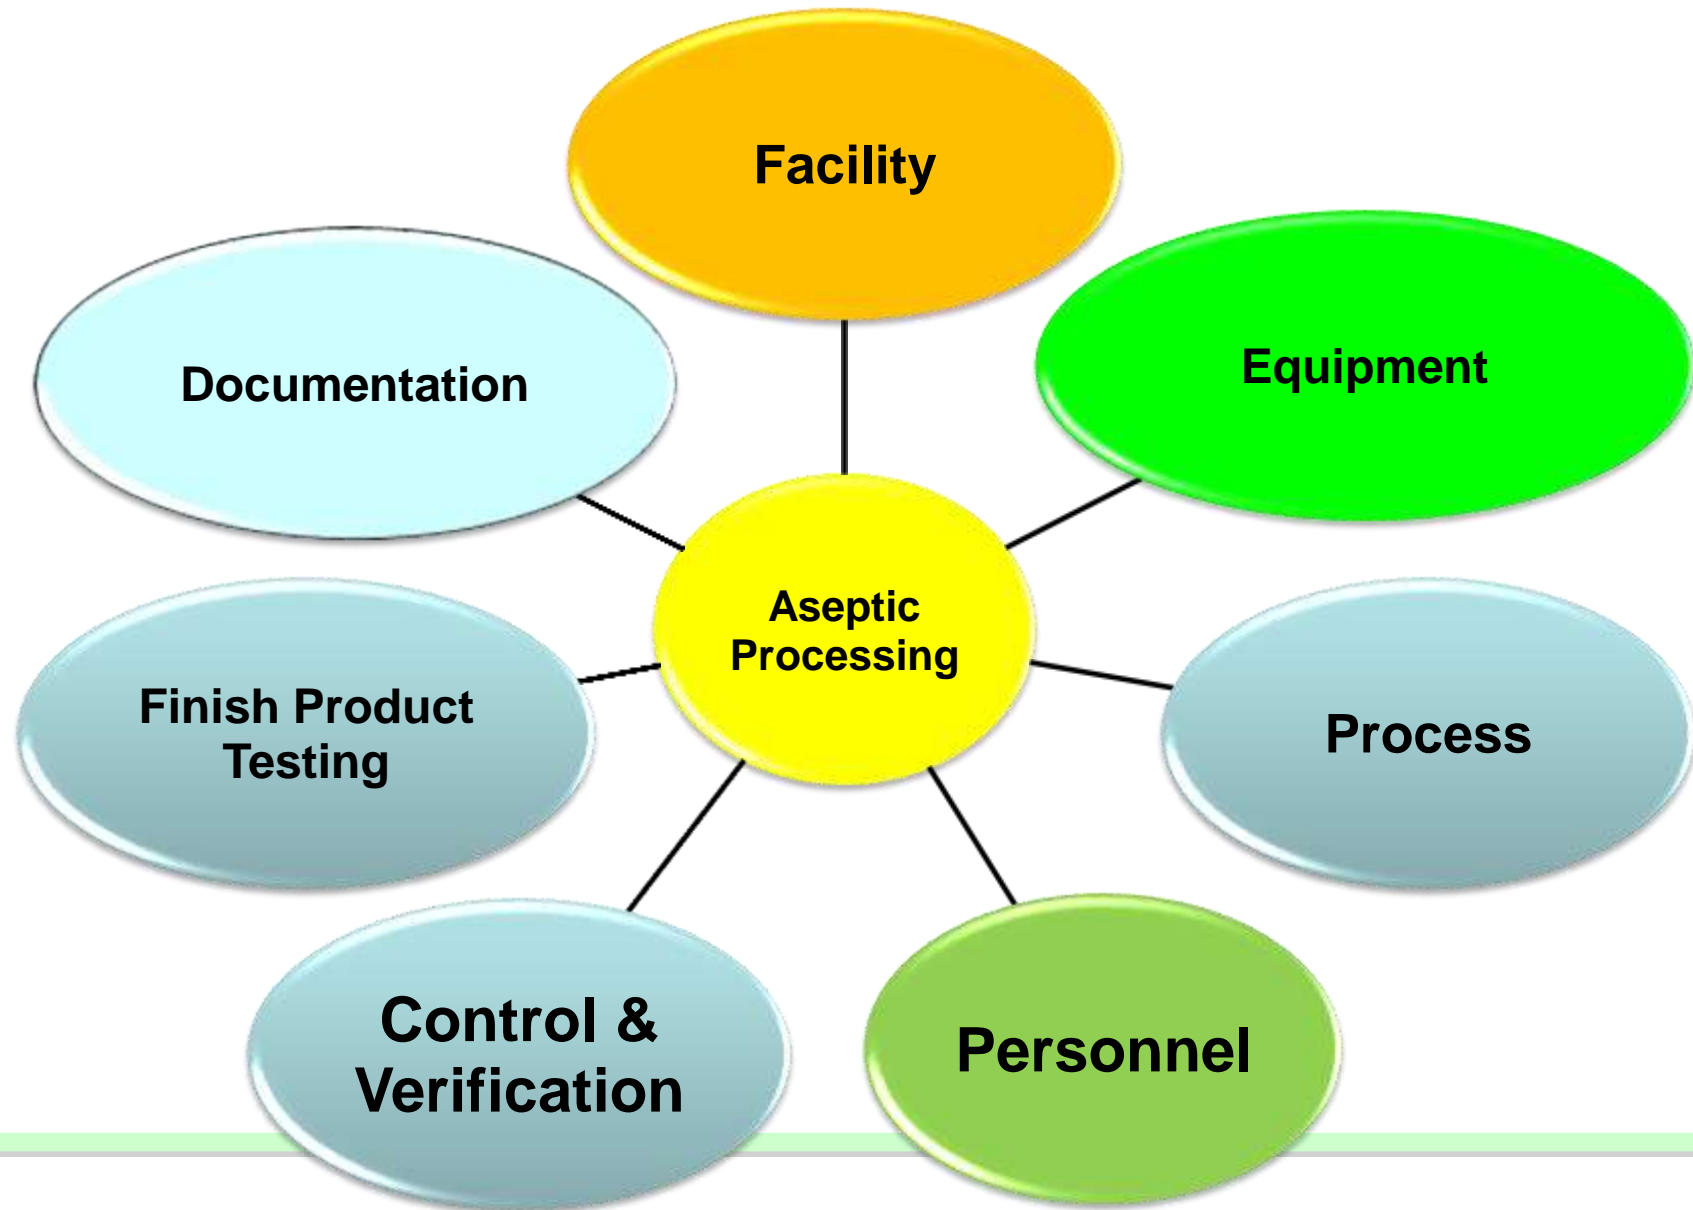 Facility
Equipment
Documentation
Aseptic
Processing
Finish Product
Testing
Process
Control &
Verification
Personnel